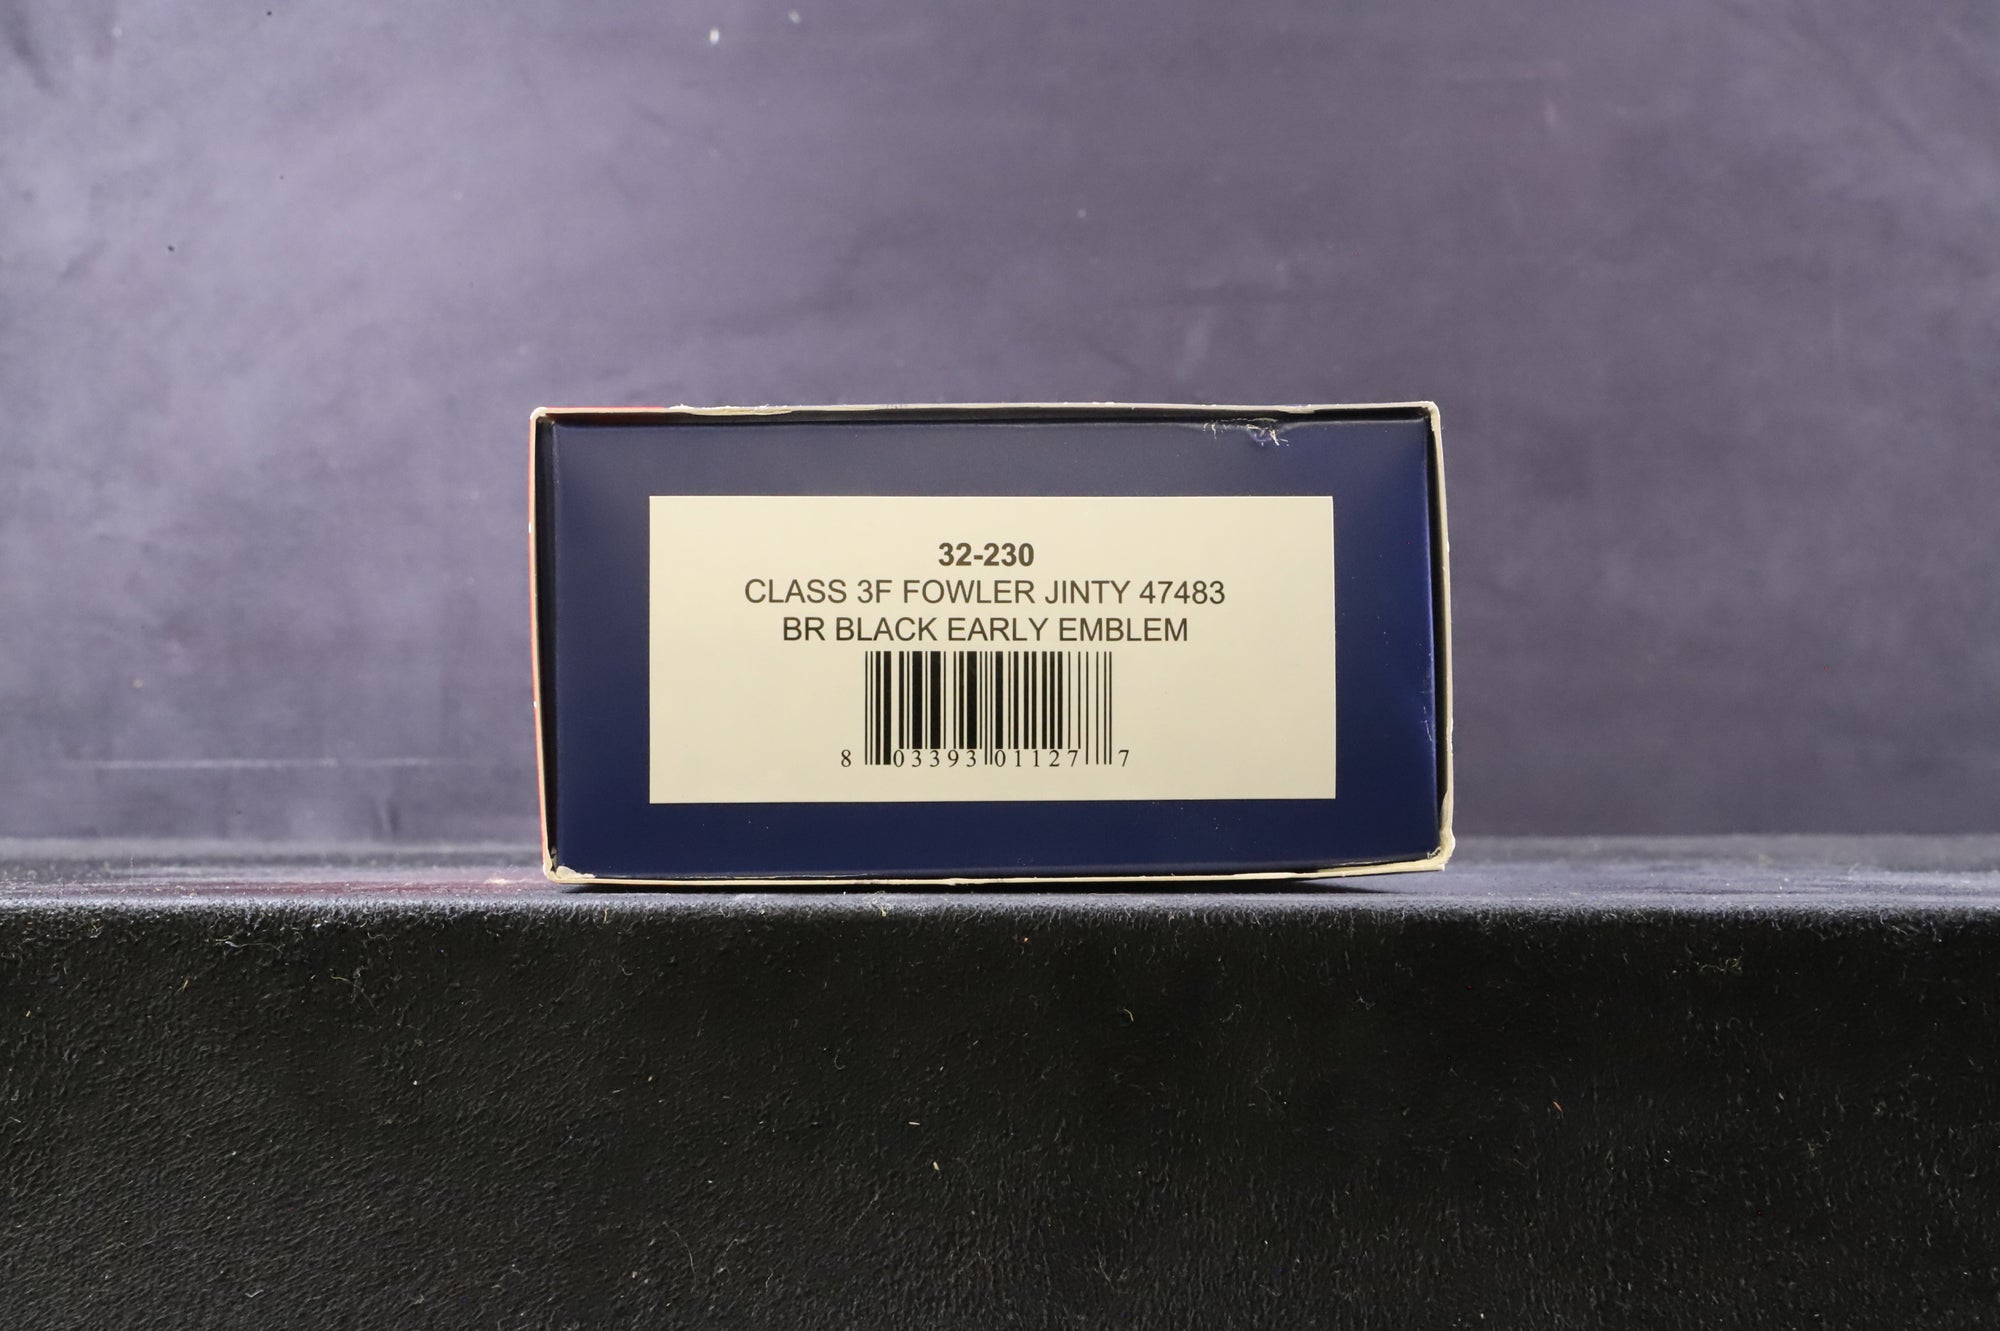 32-230
CLASS 3F FOWLER JINTY 47483
BR BLACK EARLY EMBLEM
8 03393 01127 7